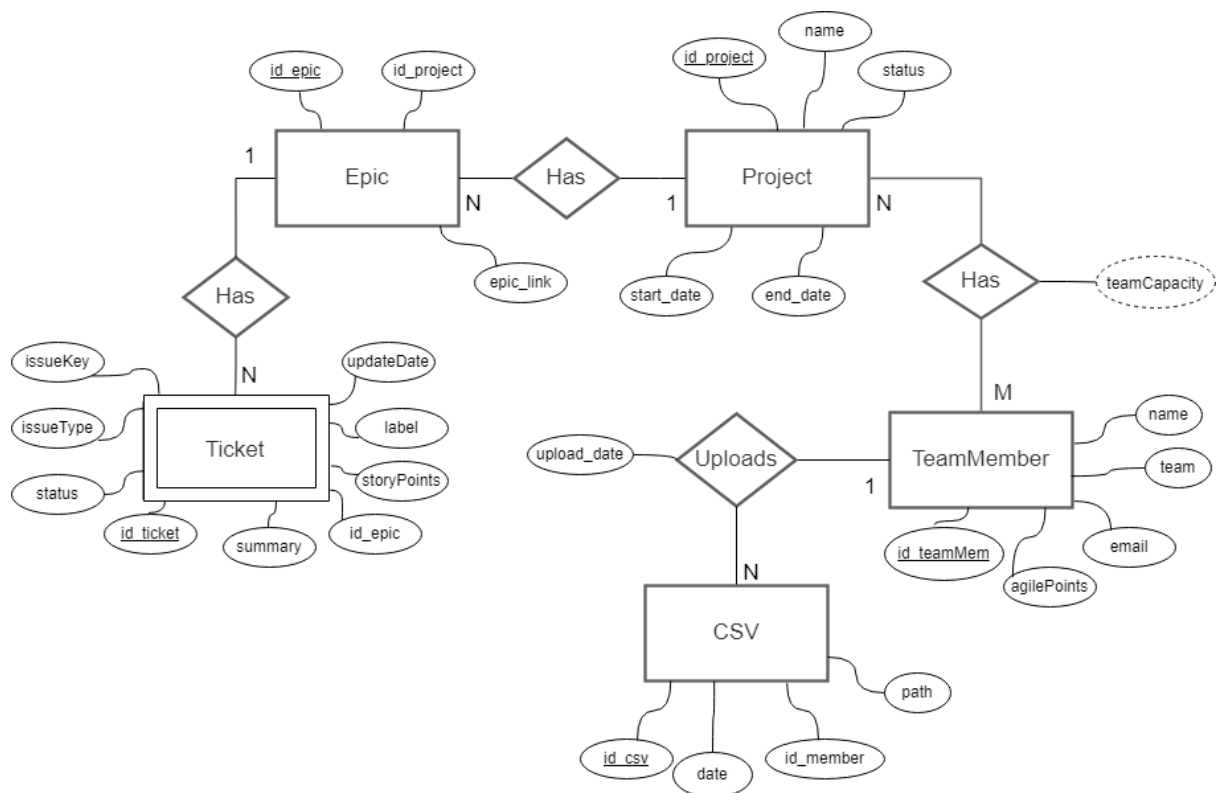 name
id_epic
id_project
id_project
status
1
Epic
Has
Project
N
1
N
epic_link
start_date
end_date
Has
Has
teamCapacity
issueKey
N
updateDate
M
name
issueType
Ticket
label
upload_date
Uploads
TeamMember
team
storyPoints
1
status
id_ticket
summary
id_epic
id_teamMem
email
agilePoints
N
CSV
path
id_csv
date
id_member